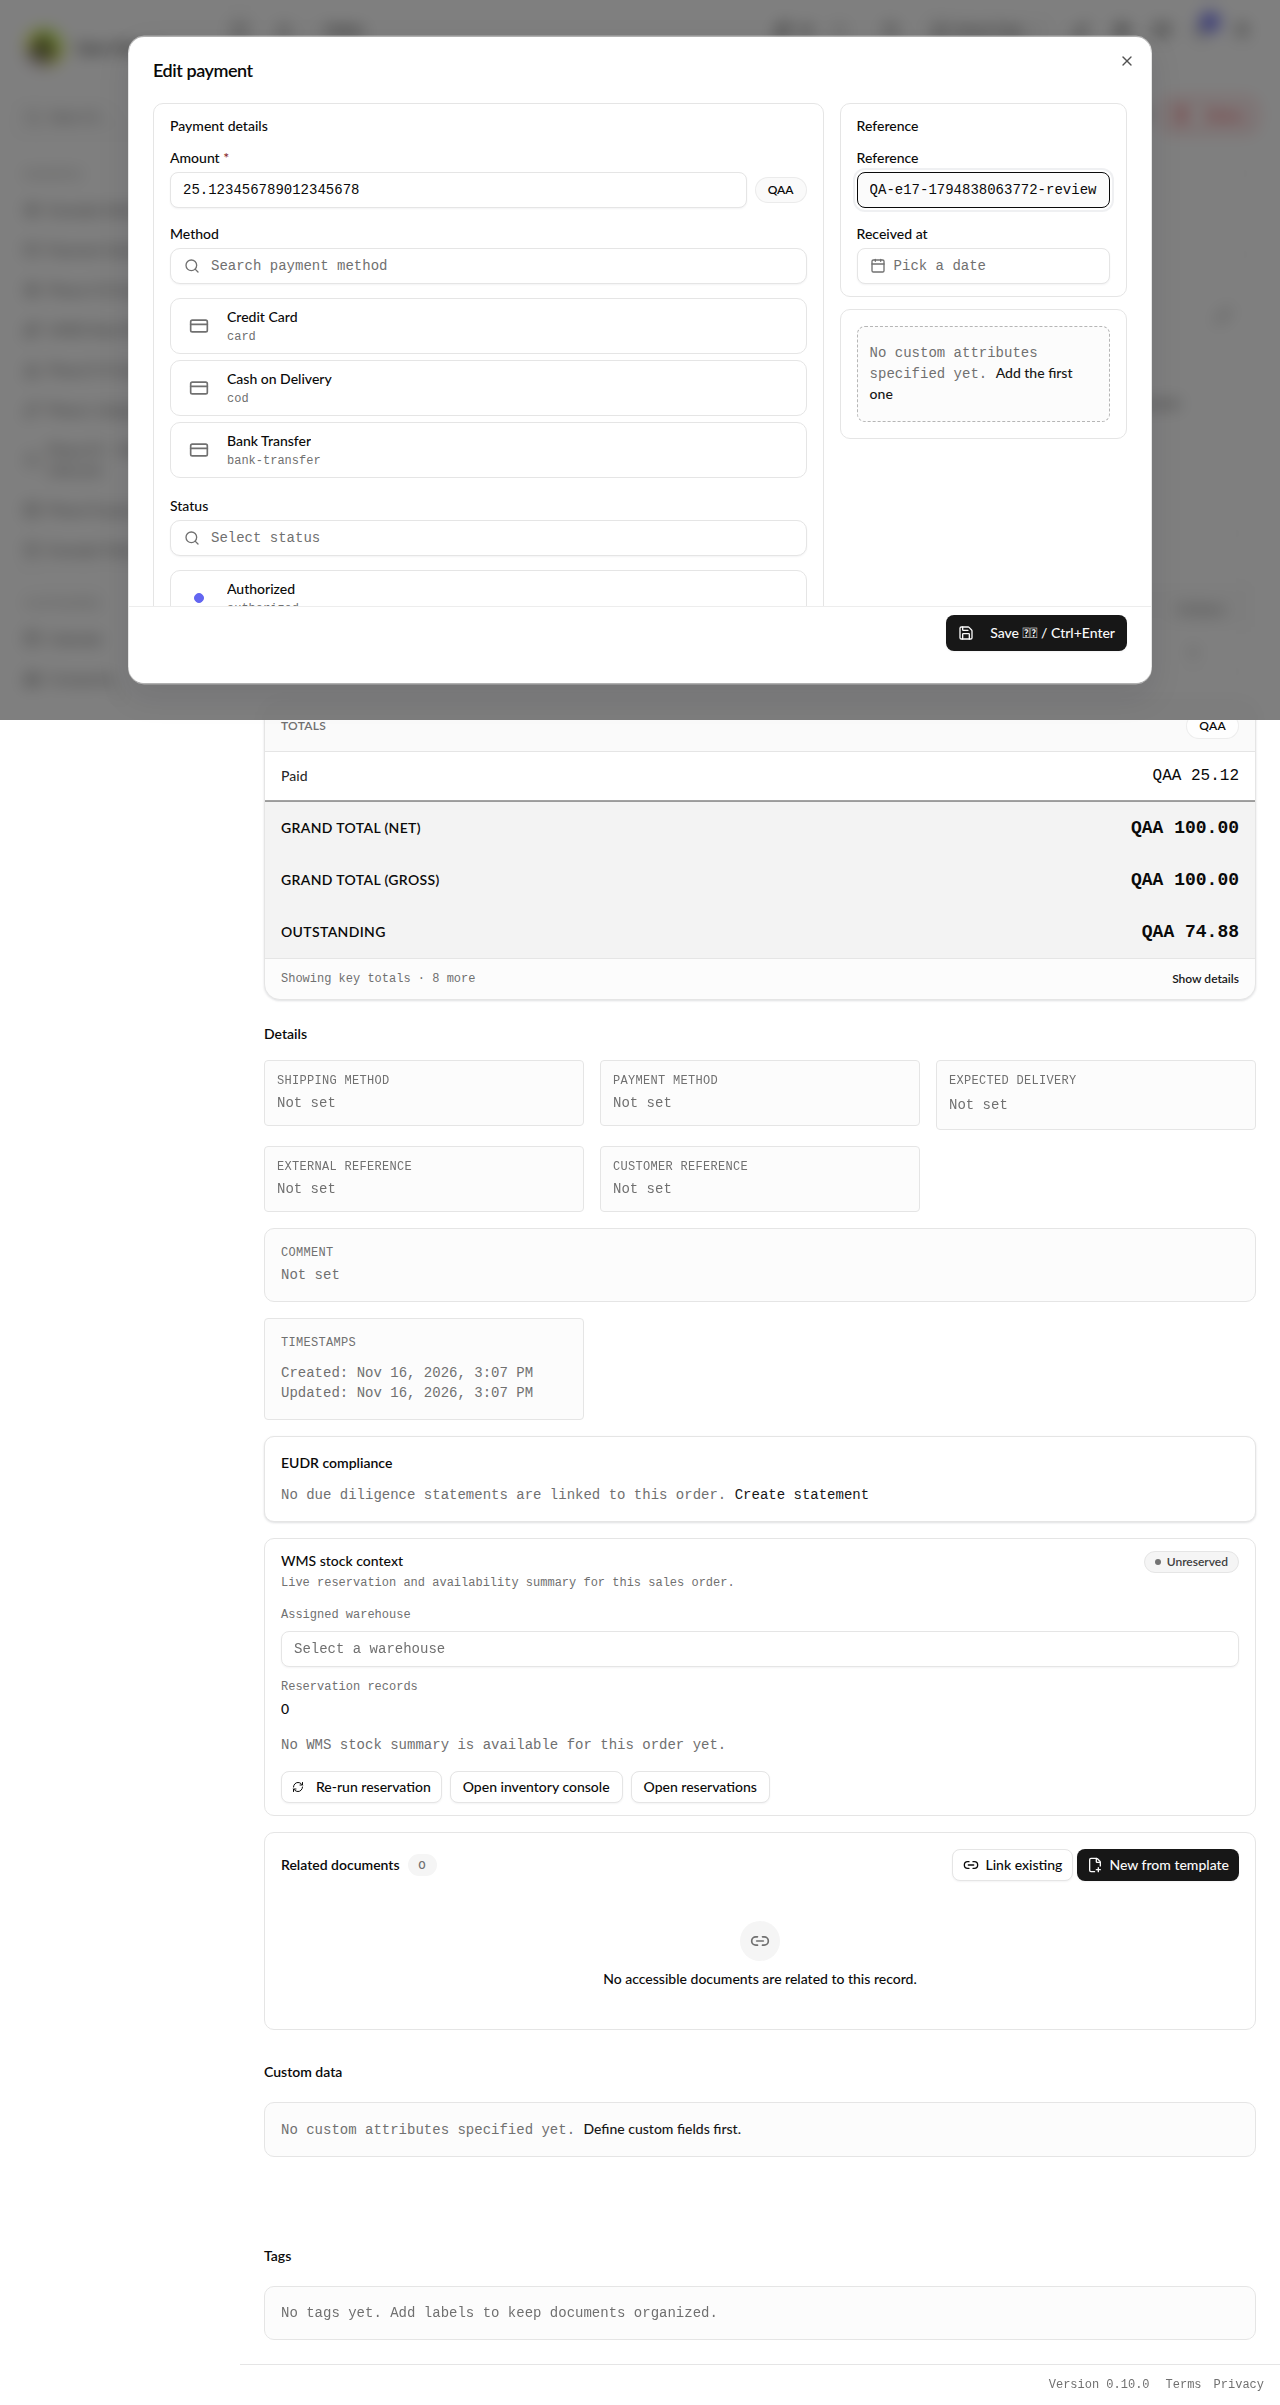 Edit payment
Payment details
Amount *
25.123456789012345678
QAA
Method
Search payment method
Credit Card
card
Cash on Delivery
cod
Bank Transfer
bank-transfer
Status
Select status
Authorized
Reference
Reference
QA-e17-1794838063772-review
Received at
Pick a date
No custom attributes
specified yet. Add the first
one
Save / Ctrl+Enter
TOTALS
QAA
Paid
QAA 25.12
GRAND TOTAL (NET)
QAA 100.00
GRAND TOTAL (GROSS)
QAA 100.00
OUTSTANDING
QAA 74.88
Showing key totals · 8 more
Show details
Details
SHIPPING METHOD
Not set
PAYMENT METHOD
Not set
EXPECTED DELIVERY
Not set
EXTERNAL REFERENCE
Not set
CUSTOMER REFERENCE
Not set
COMMENT
Not set
TIMESTAMPS
Created: Nov 16, 2026, 3:07 PM
Updated: Nov 16, 2026, 3:07 PM
EUDR compliance
No due diligence statements are linked to this order. Create statement
WMS stock context
Unreserved
Live reservation and availability summary for this sales order.
Assigned warehouse
Select a warehouse
Reservation records
0
No WMS stock summary is available for this order yet.
Re-run reservation
Open inventory console
Open reservations
Related documents 0
Link existing
New from template
No accessible documents are related to this record.
Custom data
No custom attributes specified yet. Define custom fields first.
Tags
No tags yet. Add labels to keep documents organized.
Version 0.10.0 Terms Privacy